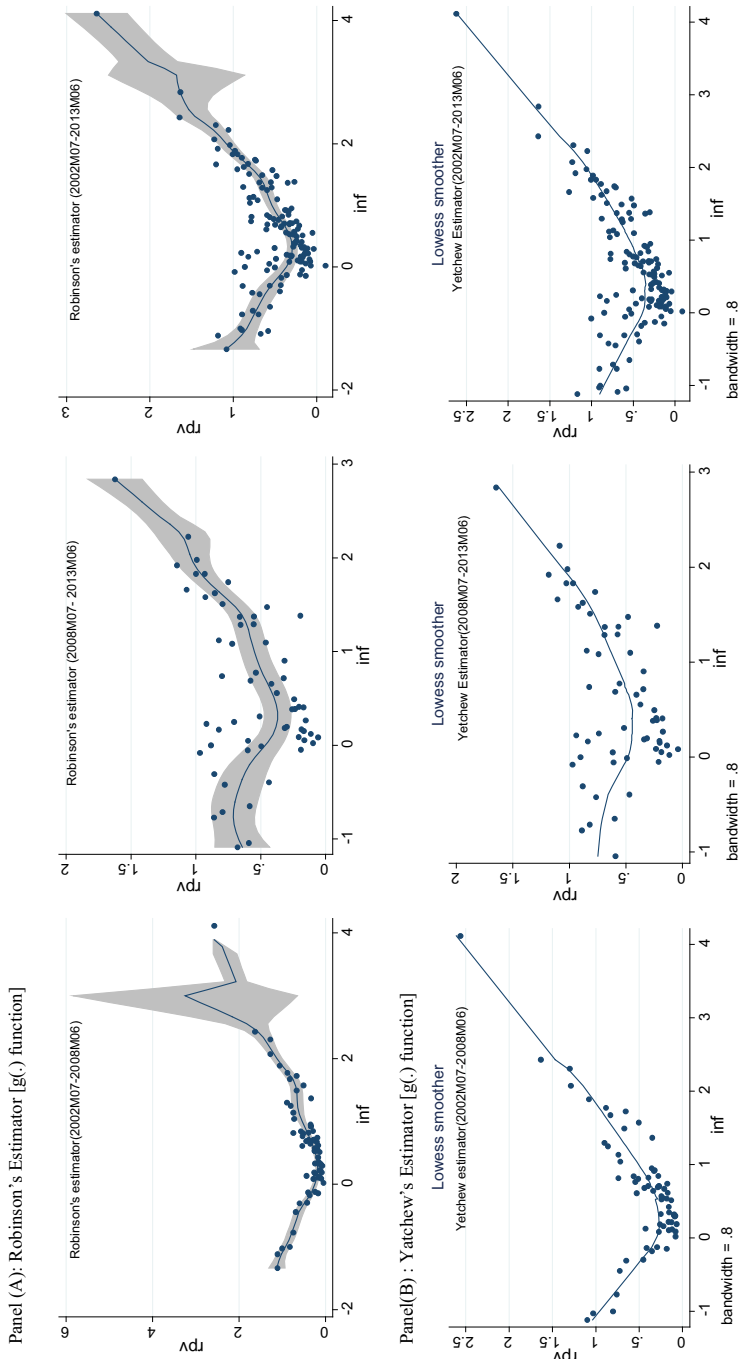 Panel (A): Robinson's Estimator [g(.) function]
Robinson's estimator(2002M07-2008M06)
rpv
6
4
2
0
-2
0
2
4
inf
Robinson's estimator (2008M07- 2013M06)
rpv
2
1.5
1
.5
0
-1
0
1
2
3
inf
Robinson's estimator (2002M07-2013M06)
rpv
3
2
1
0
-2
0
2
4
inf
Panel(B) : Yatchew's Estimator [g(.) function]
Lowess smoother
Yetchew estimator(2002M07-2008M06)
rpv
2.5
2
1.5
1
.5
0
-1
0
1
2
3
4
inf
bandwidth = .8
Lowess smoother
Yetchew Estimator(2008M07-2013M06)
rpv
2
1.5
1
.5
0
-1
0
1
2
3
inf
bandwidth = .8
Lowess smoother
Yetchew Estimator(2002M07-2013M06)
rpv
2.5
2
1.5
1
.5
0
-1
0
1
2
3
4
inf
bandwidth = .8